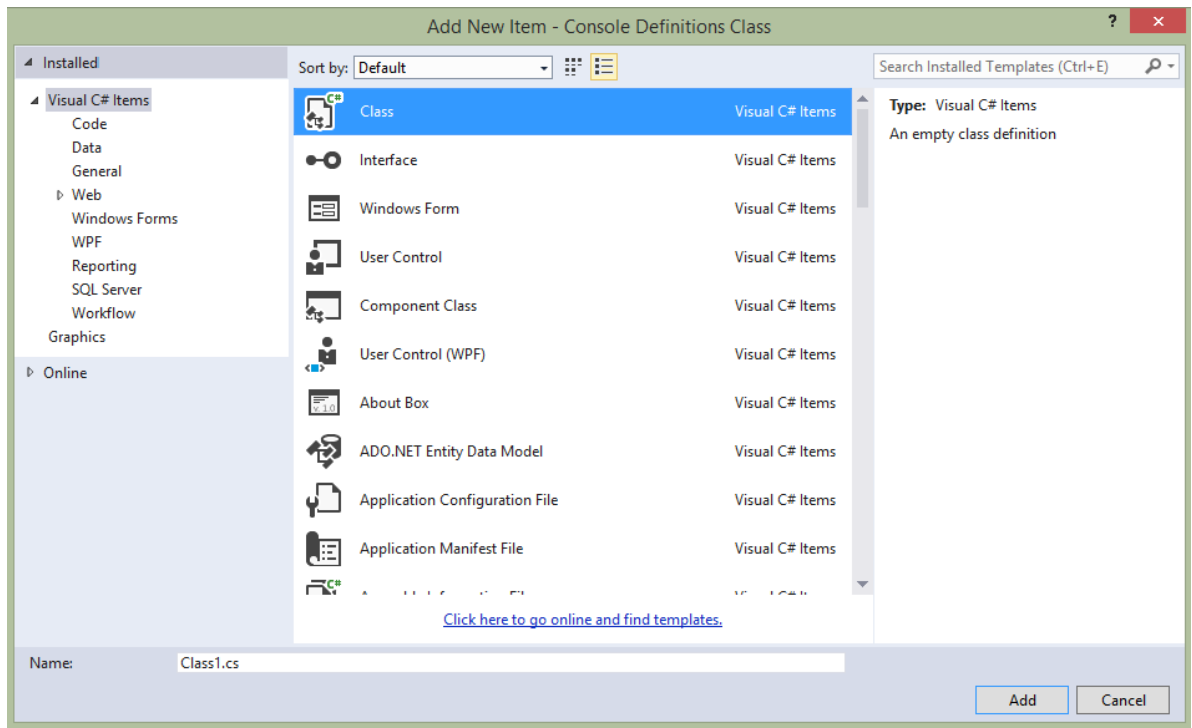 Add New Item - Console Definitions Class
?
Installed
Visual C# Items
Code
Data
General
Web
Windows Forms
WPF
Reporting
SQL Server
Workflow
Graphics
Online
Sort by: Default
Search Installed Templates (Ctrl+E)
C#
Class Visual C# Items
Interface Visual C# Items
Windows Form Visual C# Items
User Control Visual C# Items
Component Class Visual C# Items
User Control (WPF) Visual C# Items
v. 1.0
About Box Visual C# Items
ADO.NET Entity Data Model Visual C# Items
Application Configuration File Visual C# Items
Application Manifest File Visual C# Items
C#
Click here to go online and find templates.
Type: Visual C# Items
An empty class definition
Name: Class1.cs
Add Cancel